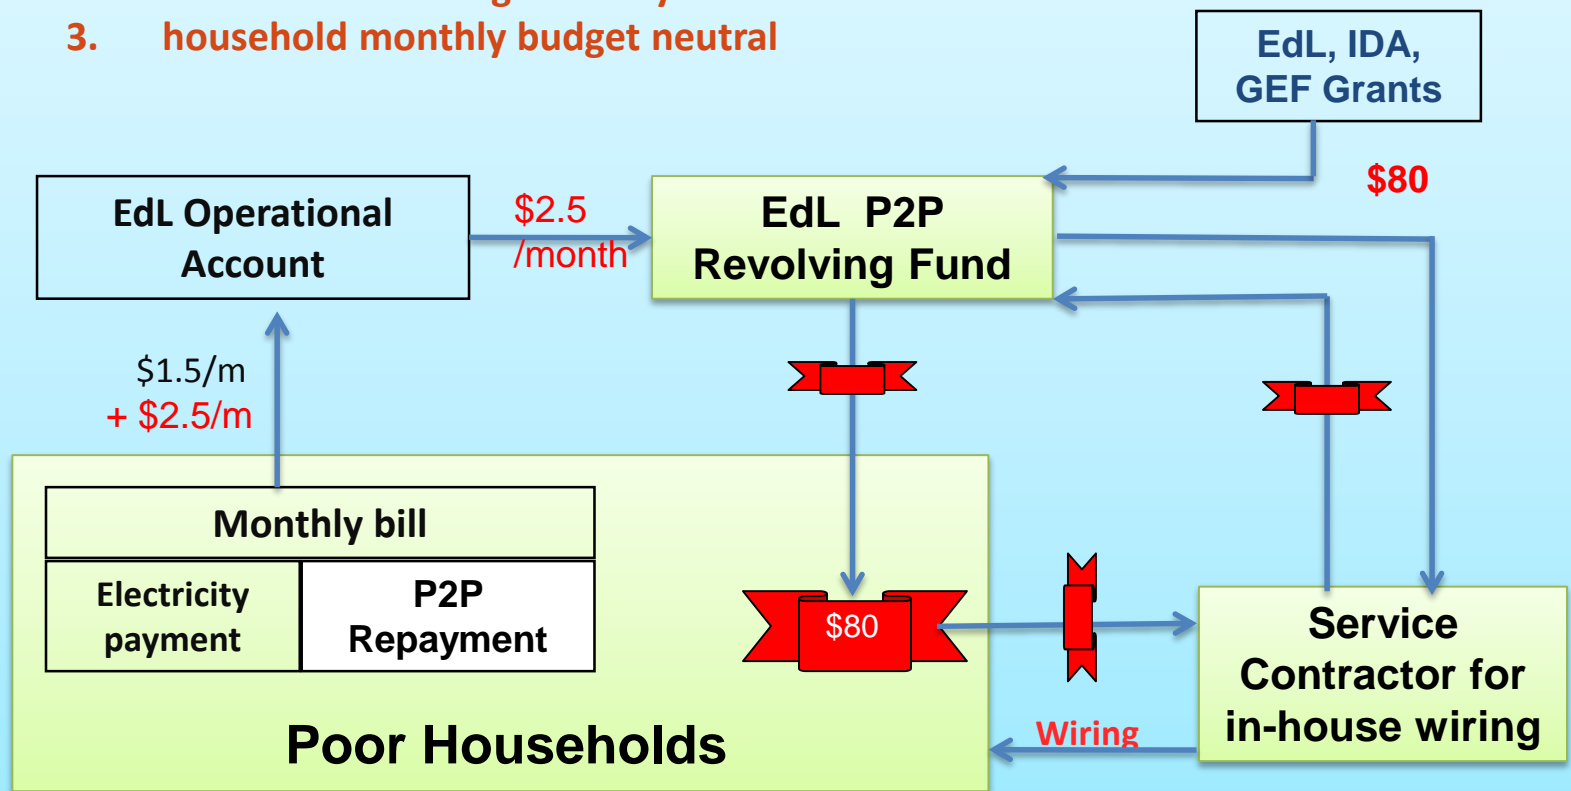 3. household monthly budget neutral
EdL, IDA,
GEF Grants
$80
EdL Operational
Account
$2.5
/month
EdL P2P
Revolving Fund
$1.5/m
+ $2.5/m
Monthly bill
Electricity
payment
P2P
Repayment
$80
Service
Contractor for
in-house wiring
Wiring
Poor Households